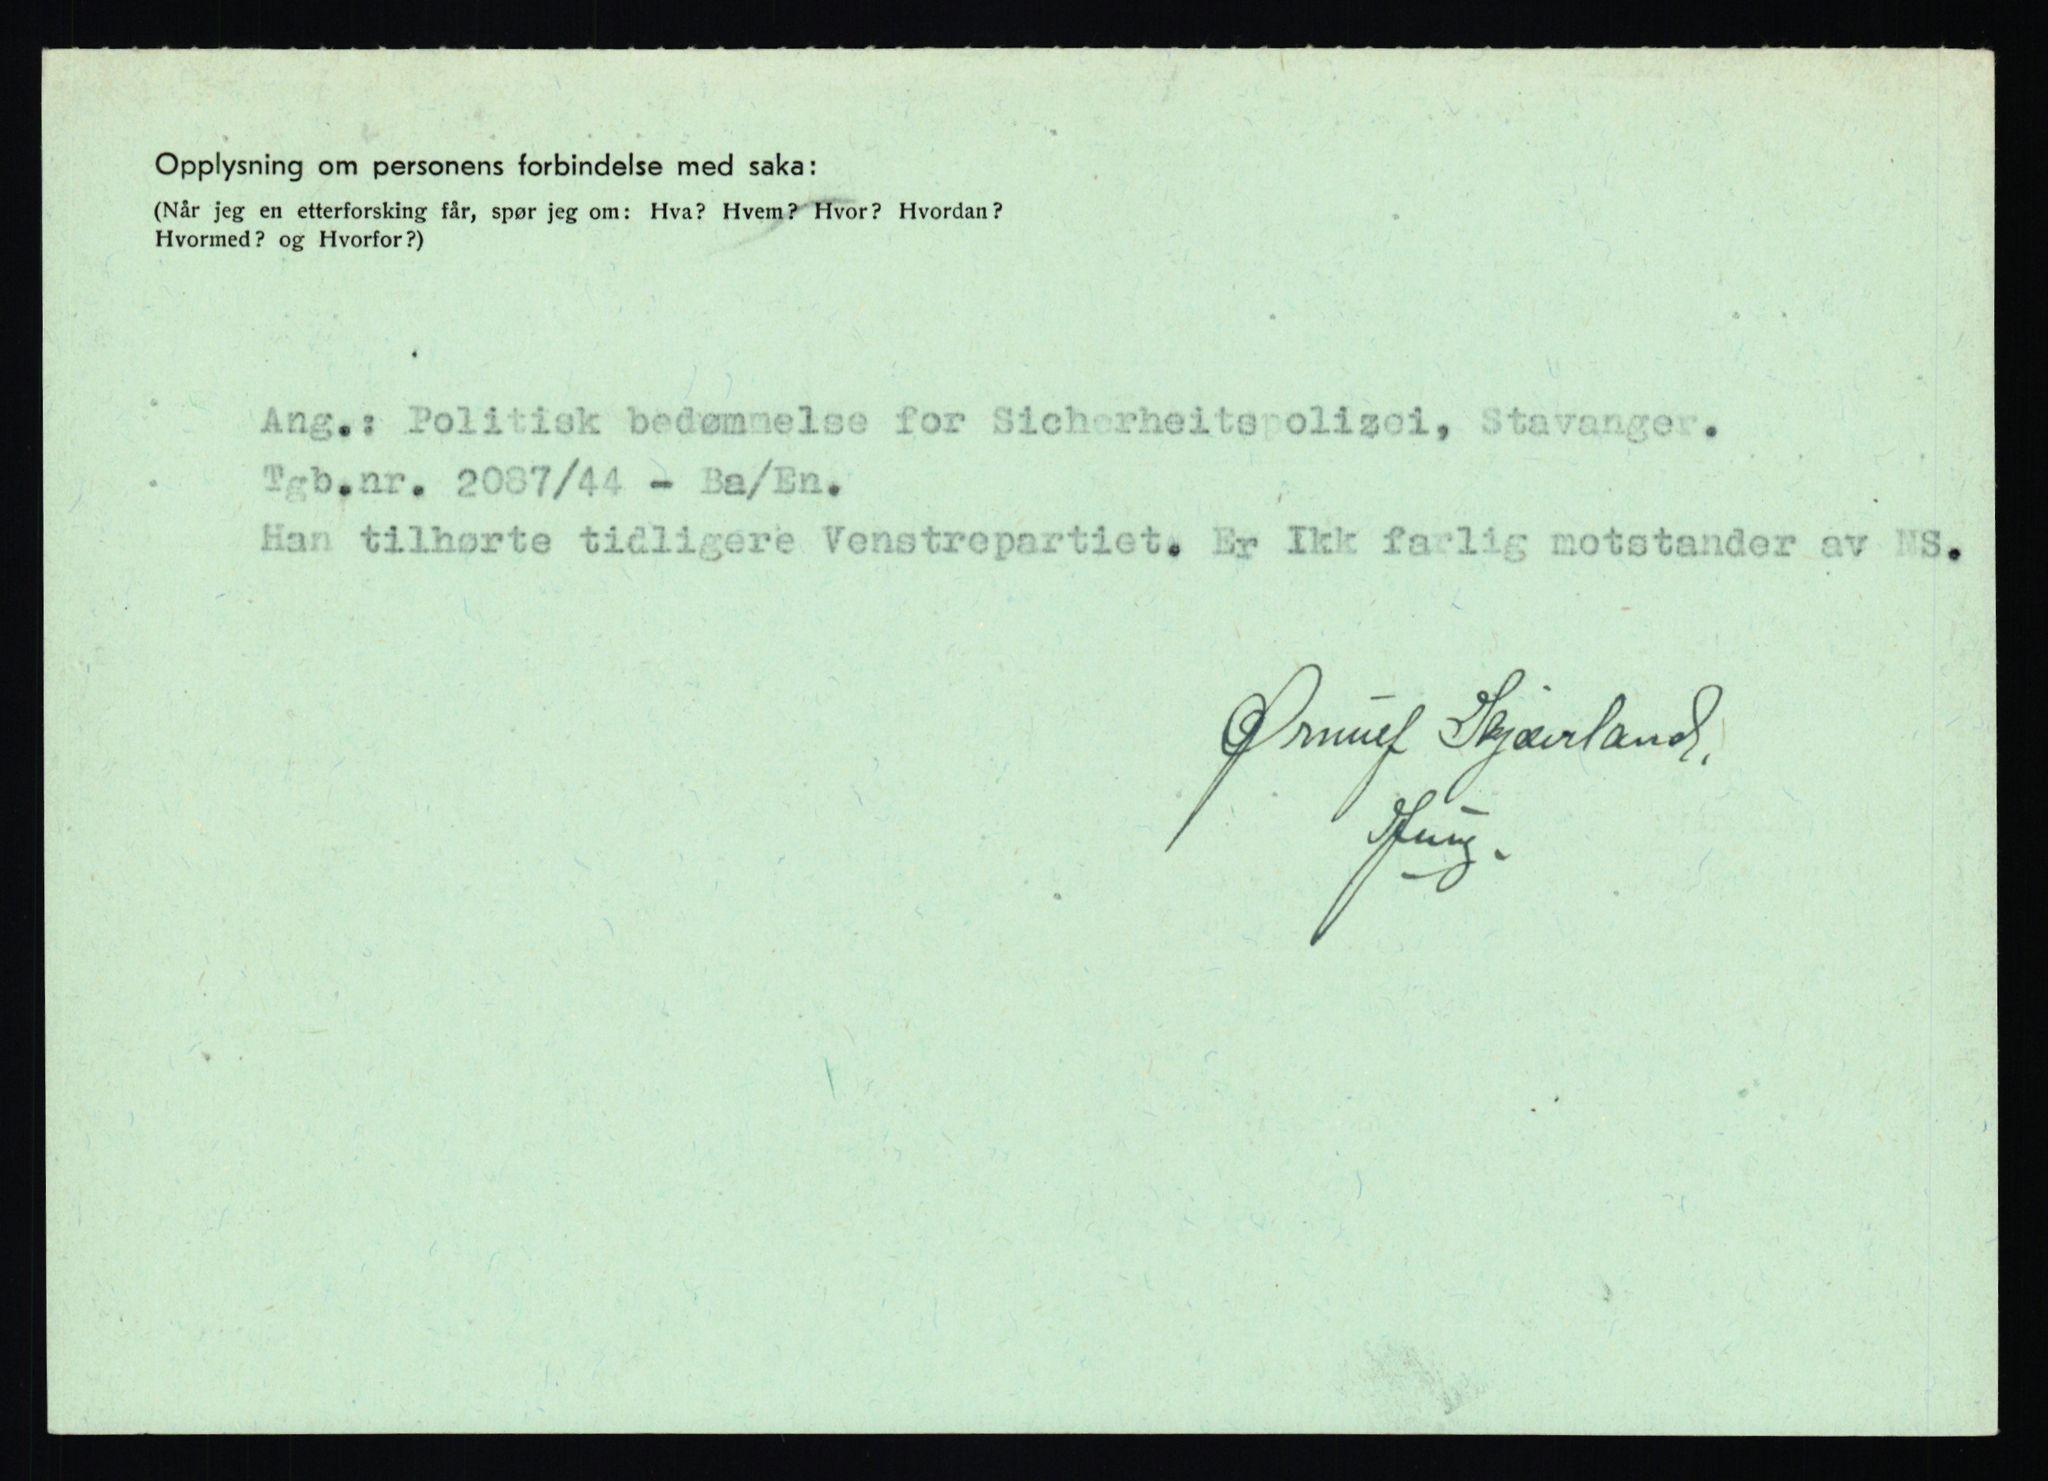 Opplysning om personens forbindelse med saka:
(Når jeg en etterforsking får, spør jeg om: Hva? Hvem? Hvor? Hvordan?
Hvormed? og Hvorfor?)
Ang.: Politisk bedømmelse for Sicherheitspolizei, Stavanger.
Tgb.nr. 2087/44 - Ba/En.
Han tilhørte tidligere Venstrepartiet. Er Ikk farlig motstander av NS.
Ørnulf Skjæveland.